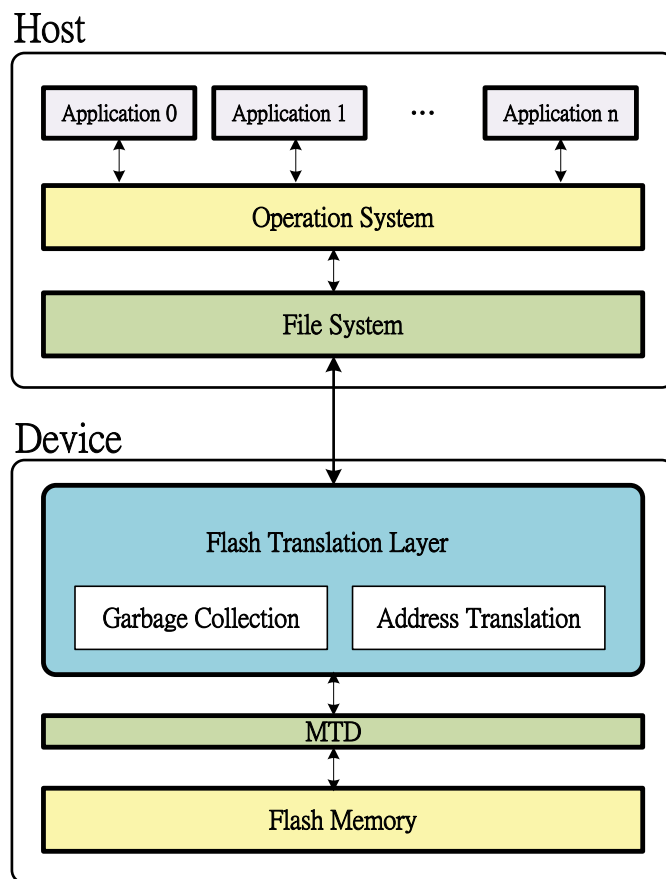 Host
Application 0
Application 1
...
Application n
Operation System
File System
Device
Flash Translation Layer
Garbage Collection
Address Translation
MTD
Flash Memory